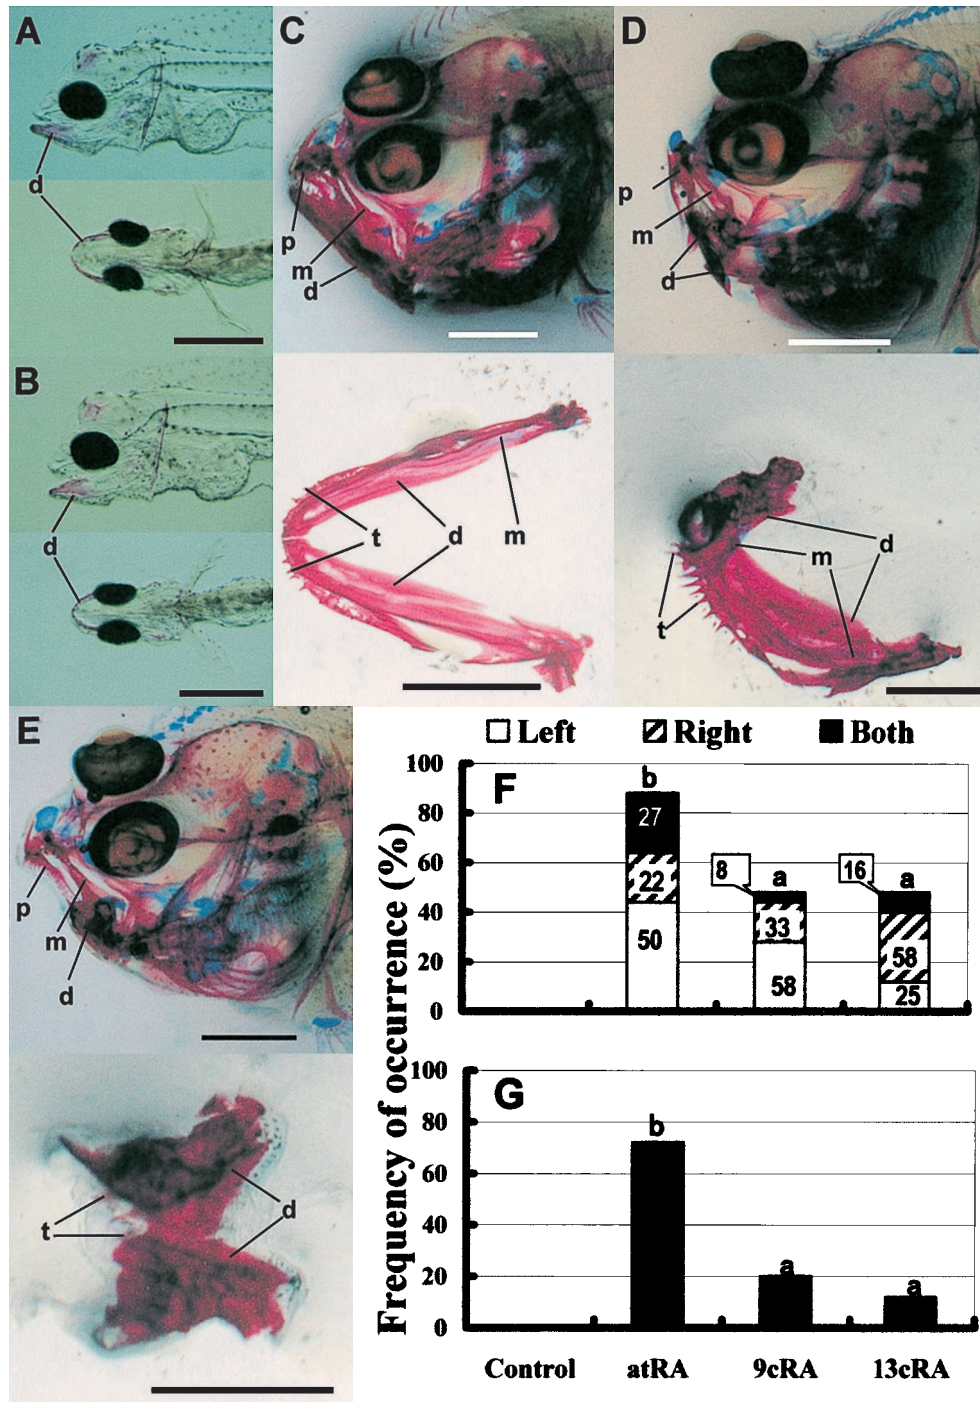 A
d
B
d
C
p
m
d
t
d
m
D
p
m
d
d
m
t
E
p
m
d
t
d
Left Right Both
Frequency of occurrence (%)
F
100
80
60
40
20
0
b
27
22
50
8
a
33
58
16
a
58
25
G
100
80
60
40
20
0
b
a
a
Control atRA 9cRA 13cRA